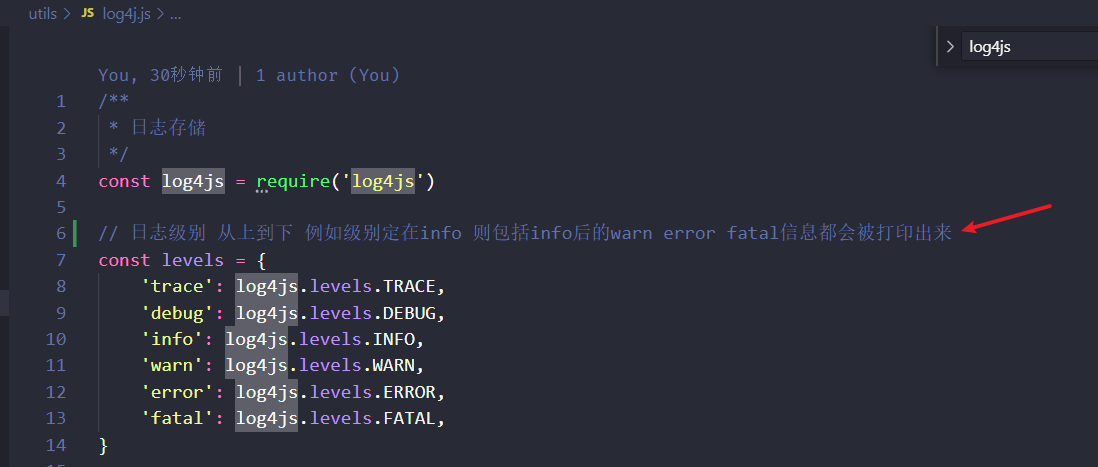 utils > JS log4j.js > ...
log4js
You, 30秒钟前 | 1 author (You)
1 /**
2 * 日志存储
3 */
4 const log4js = require('log4js')
5
6 // 日志级别 从上到下 例如级别定在info 则包括info后的warn error fatal信息都会被打印出来
7 const levels = {
8 'trace': log4js.levels.TRACE,
9 'debug': log4js.levels.DEBUG,
10 'info': log4js.levels.INFO,
11 'warn': log4js.levels.WARN,
12 'error': log4js.levels.ERROR,
13 'fatal': log4js.levels.FATAL,
14 }